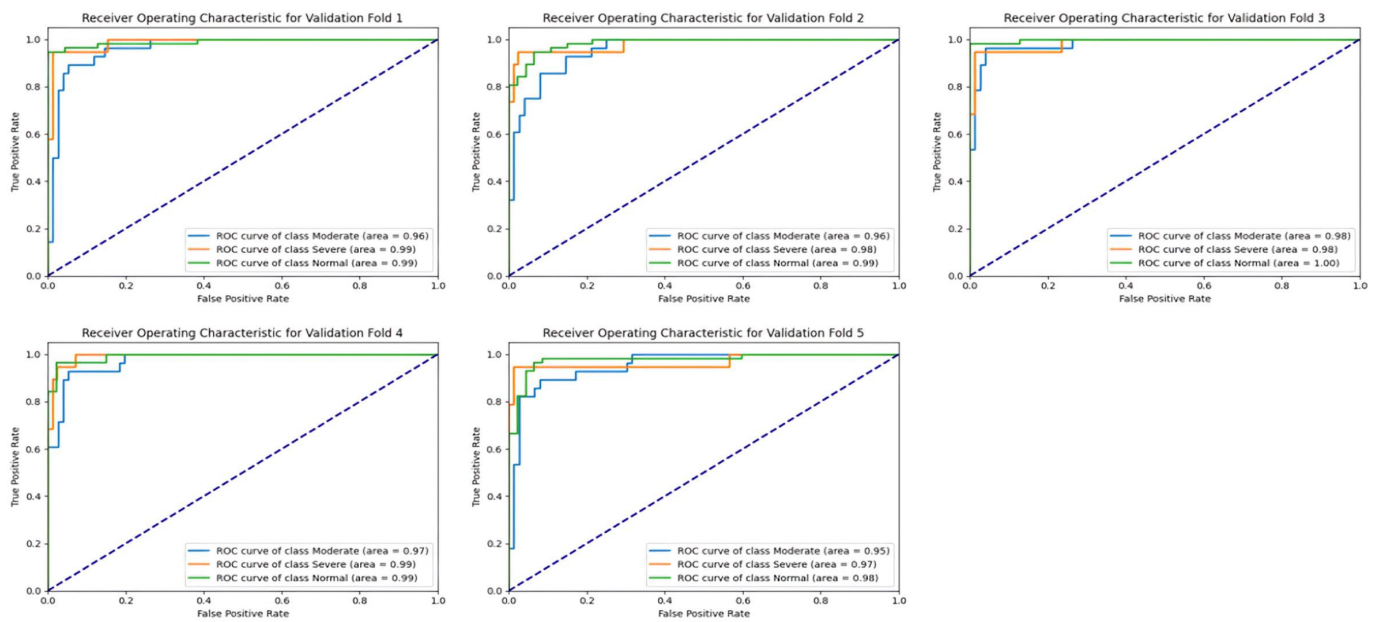 Receiver Operating Characteristic for Validation Fold 1
1.0
0.8
0.6
0.4
0.2
0.0
True Positive Rate
ROC curve of class Moderate (area = 0.96)
ROC curve of class Severe (area = 0.99)
ROC curve of class Normal (area = 0.99)
0.0 0.2 0.4 0.6 0.8 1.0
False Positive Rate
Receiver Operating Characteristic for Validation Fold 2
1.0
0.8
0.6
0.4
0.2
0.0
True Positive Rate
ROC curve of class Moderate (area = 0.96)
ROC curve of class Severe (area = 0.98)
ROC curve of class Normal (area = 0.99)
0.0 0.2 0.4 0.6 0.8 1.0
False Positive Rate
Receiver Operating Characteristic for Validation Fold 3
1.0
0.8
0.6
0.4
0.2
0.0
True Positive Rate
ROC curve of class Moderate (area = 0.98)
ROC curve of class Severe (area = 0.98)
ROC curve of class Normal (area = 1.00)
0.0 0.2 0.4 0.6 0.8 1.0
False Positive Rate
Receiver Operating Characteristic for Validation Fold 4
1.0
0.8
0.6
0.4
0.2
0.0
True Positive Rate
ROC curve of class Moderate (area = 0.97)
ROC curve of class Severe (area = 0.99)
ROC curve of class Normal (area = 0.99)
0.0 0.2 0.4 0.6 0.8 1.0
False Positive Rate
Receiver Operating Characteristic for Validation Fold 5
1.0
0.8
0.6
0.4
0.2
0.0
True Positive Rate
ROC curve of class Moderate (area = 0.95)
ROC curve of class Severe (area = 0.97)
ROC curve of class Normal (area = 0.98)
0.0 0.2 0.4 0.6 0.8 1.0
False Positive Rate